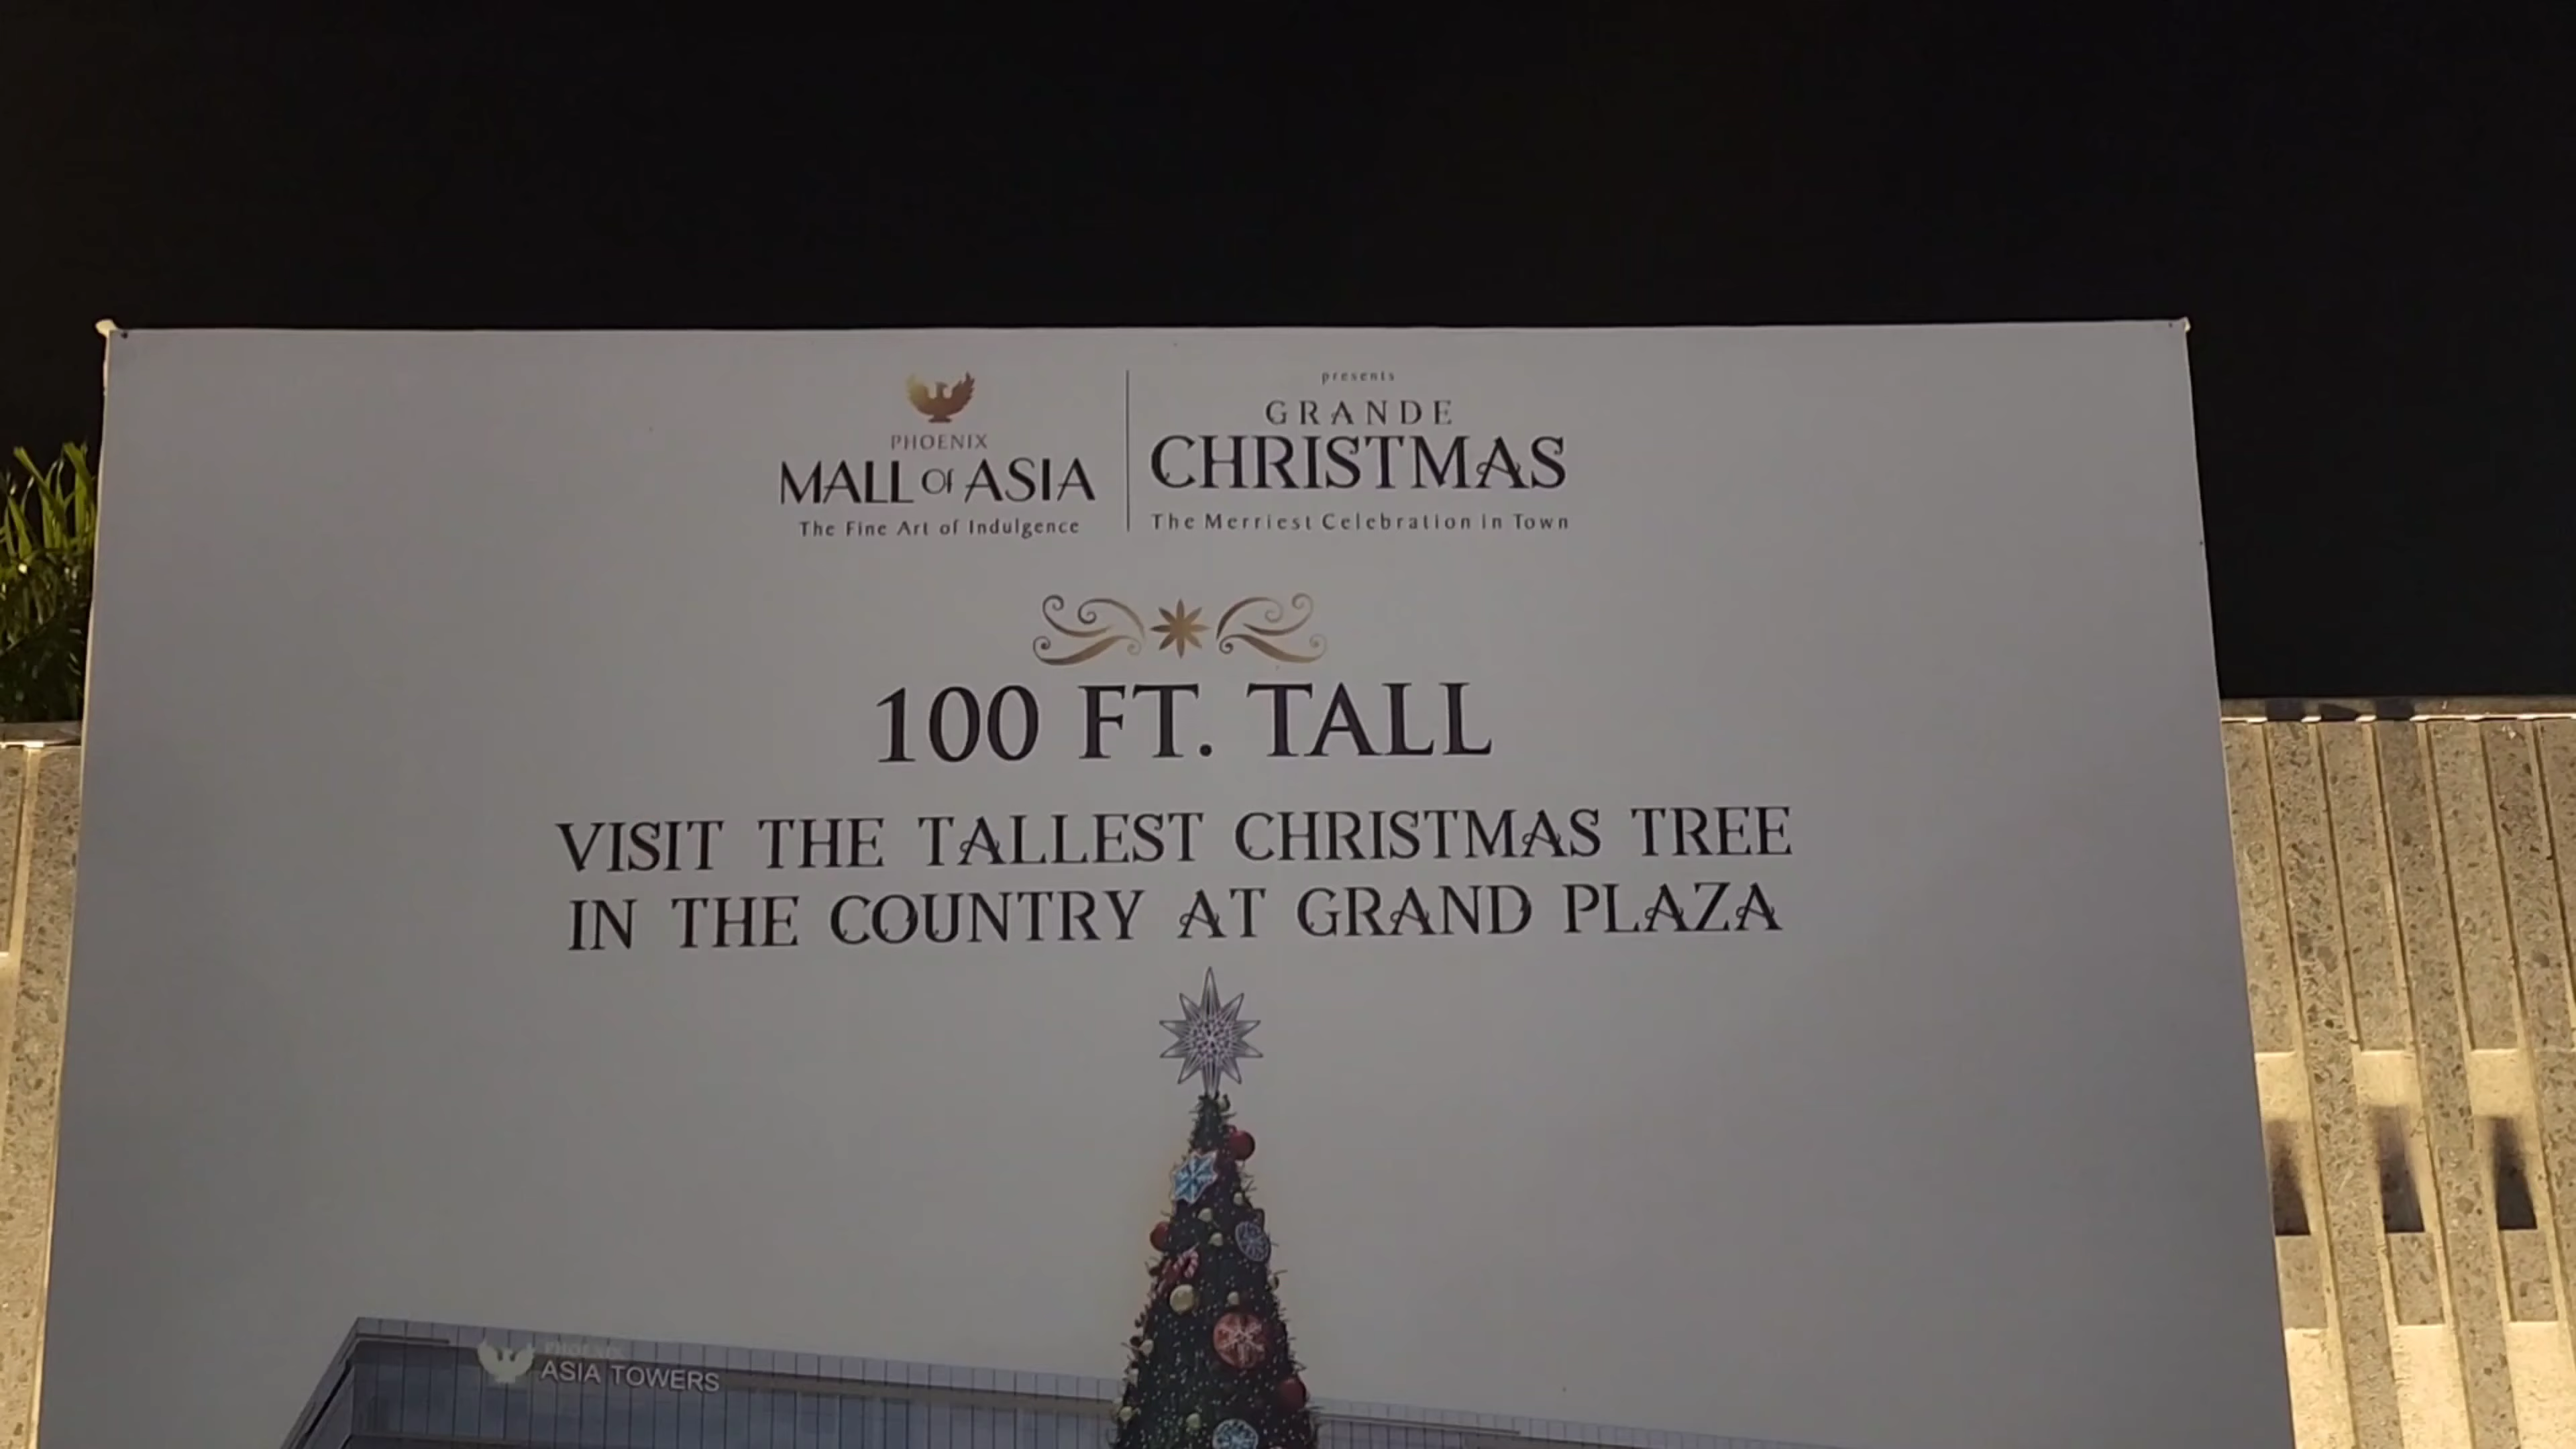 PHOENIX
MALL OF ASIA
The Fine Art of Indulgence
presents
GRANDE
CHRISTMAS
The Merriest Celebration in Town
100 FT. TALL
VISIT THE TALLEST CHRISTMAS TREE
IN THE COUNTRY AT GRAND PLAZA
ASIA TOWERS